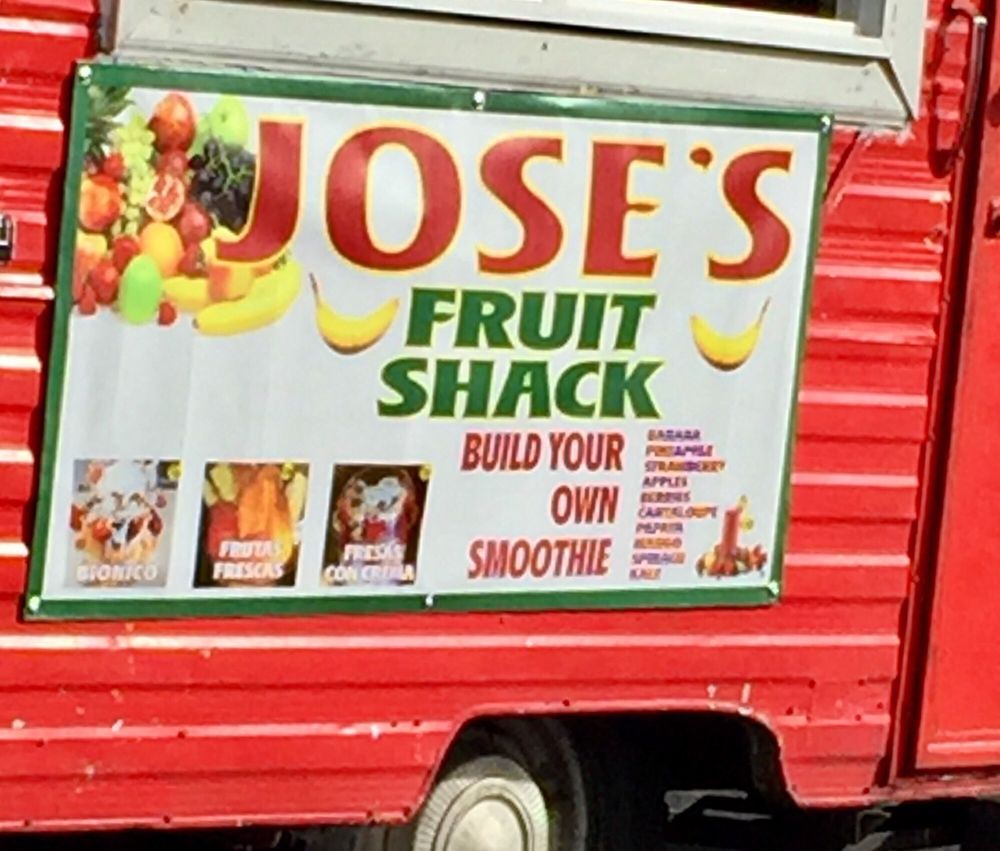 JOSE'S
FRUIT
SHACK
BUILD YOUR
OWN
SMOOTHIE
BANANA
PINEAPPLE
STRAWBERRY
APPLES
BERRIES
CANTALOUPE
PAPAYA
MANGO
SPINACH
KALE
BIONICO
FRUTAS
FRESCAS
FRESAS
CON CREMA